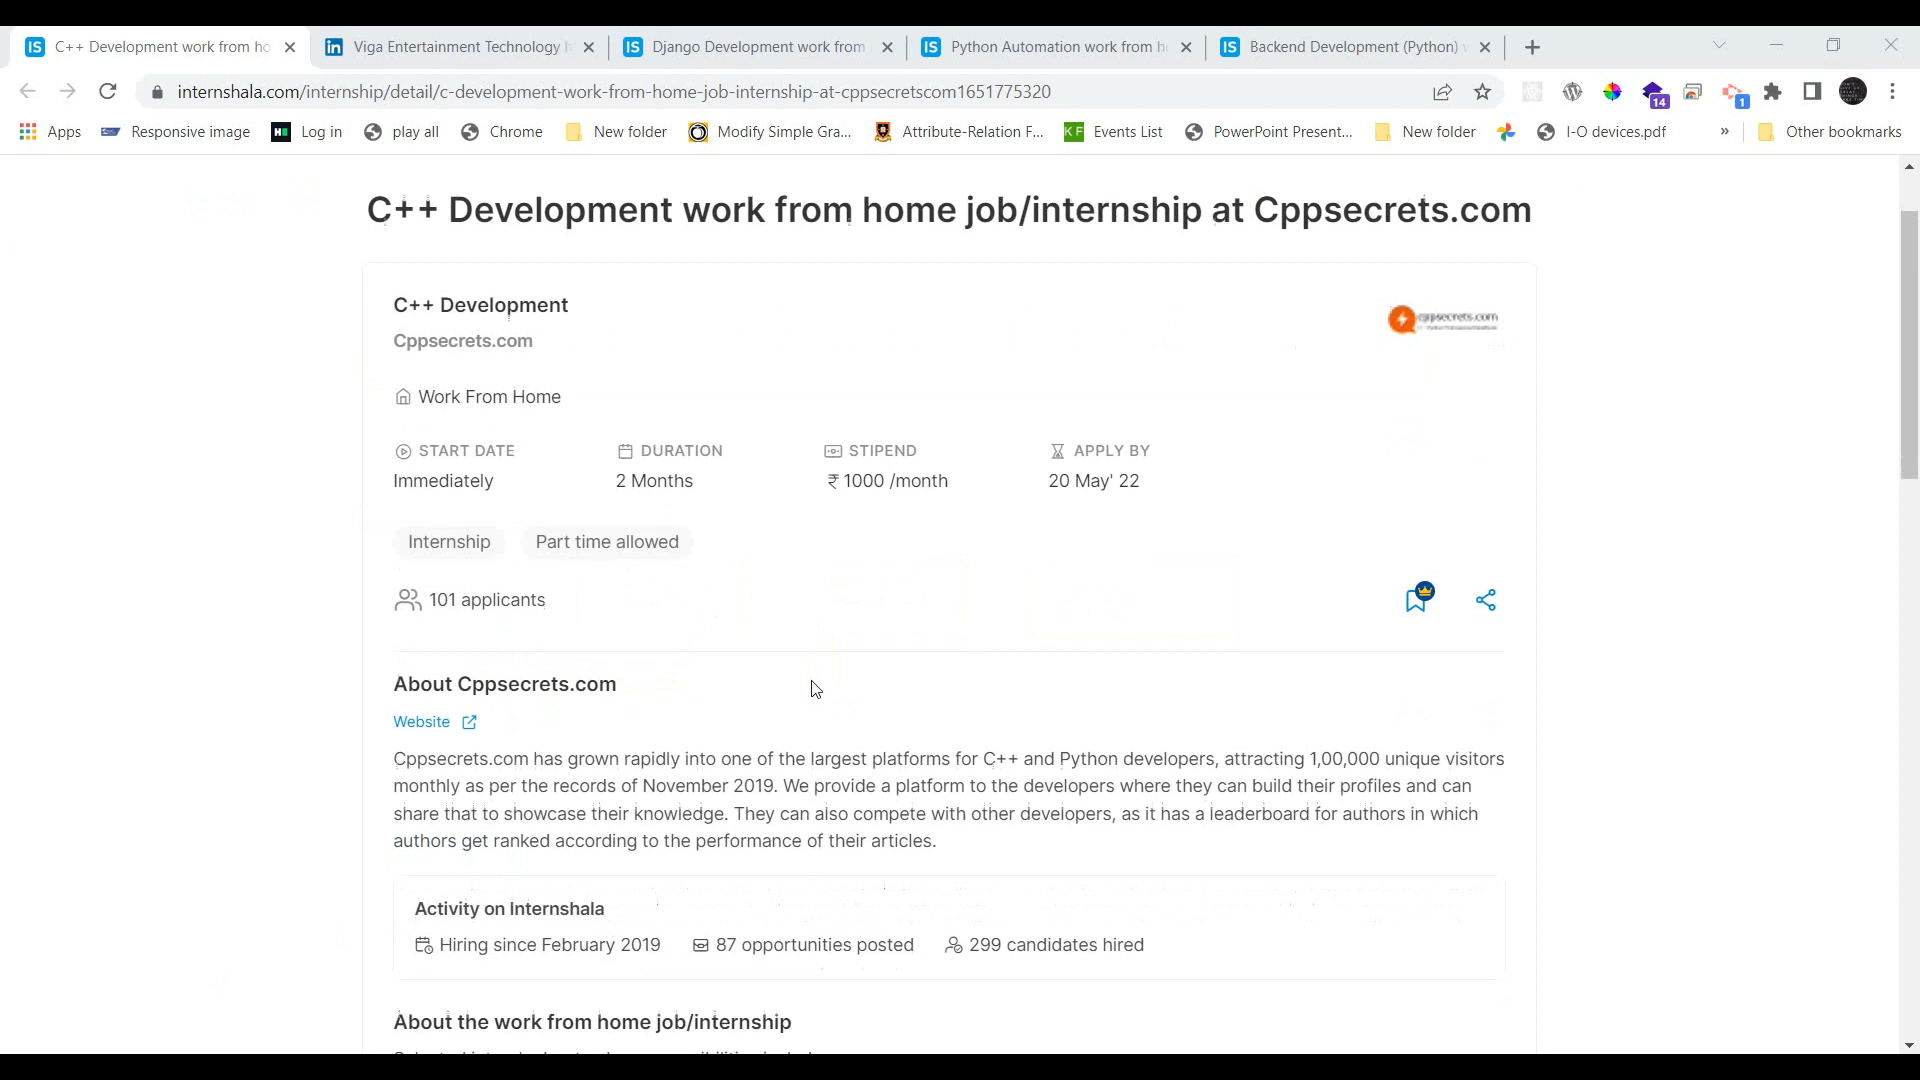 C++ Development work from ho
Viga Entertainment Technology h
Django Development work from
Python Automation work from h
Backend Development (Python) w
internshala.com/internship/detail/c-development-work-from-home-job-internship-at-cppsecretscom1651775320
14
1
Apps
Responsive image
Log in
play all
Chrome
New folder
Modify Simple Gra...
Attribute-Relation F...
KF Events List
PowerPoint Present...
New folder
I-O devices.pdf
»
Other bookmarks
C++ Development work from home job/internship at Cppsecrets.com
C++ Development
cppsecrets.com
Cppsecrets.com
Work From Home
START DATE DURATION STIPEND APPLY BY
Immediately 2 Months ₹ 1000 /month 20 May' 22
Internship Part time allowed
101 applicants
About Cppsecrets.com
Website
Cppsecrets.com has grown rapidly into one of the largest platforms for C++ and Python developers, attracting 1,00,000 unique visitors
monthly as per the records of November 2019. We provide a platform to the developers where they can build their profiles and can
share that to showcase their knowledge. They can also compete with other developers, as it has a leaderboard for authors in which
authors get ranked according to the performance of their articles.
Activity on Internshala
Hiring since February 2019 87 opportunities posted 299 candidates hired
About the work from home job/internship